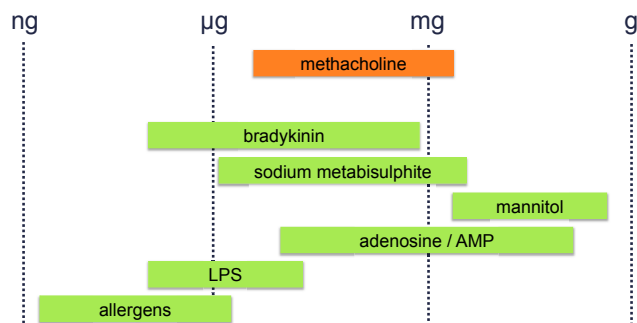 ng µg mg g
methacholine
bradykinin
sodium metabisulphite
mannitol
adenosine / AMP
LPS
allergens